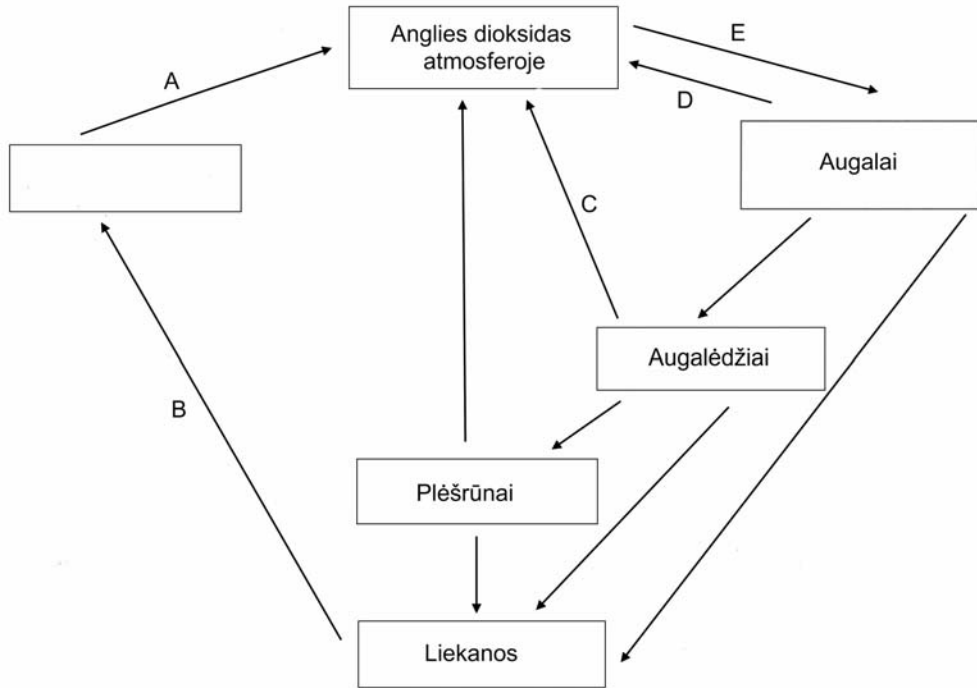 Anglies dioksidas
atmosferoje
E
A
D
Augalai
C
Augalėdžiai
B
Plėšrūnai
Liekanos